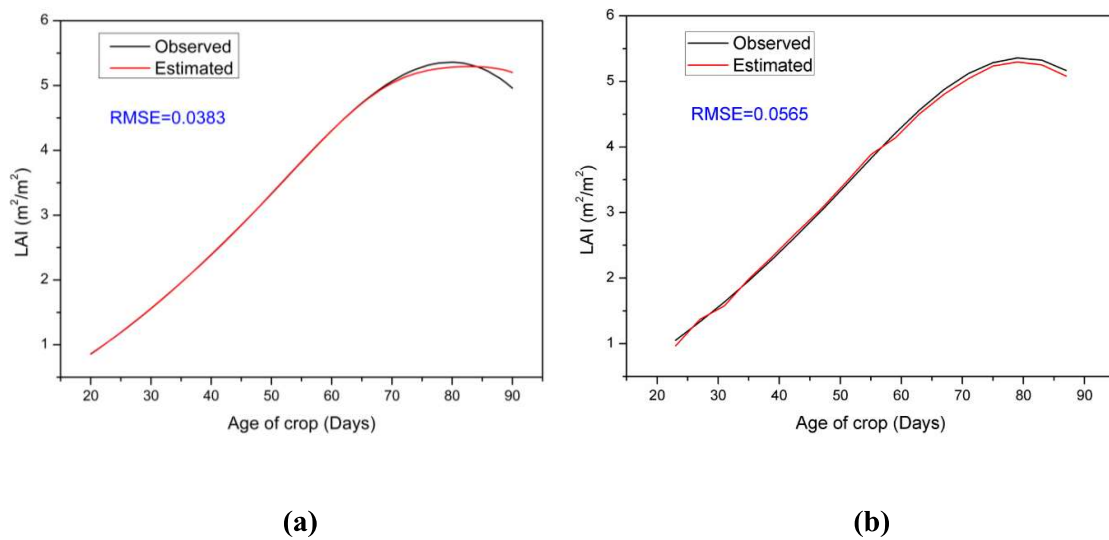 6
5
4
3
2
1
LAI (m²/m²)
Observed
Estimated
RMSE=0.0383
20 30 40 50 60 70 80 90
Age of crop (Days)
(a)
6
5
4
3
2
1
LAI (m²/m²)
Observed
Estimated
RMSE=0.0565
20 30 40 50 60 70 80 90
Age of crop (Days)
(b)